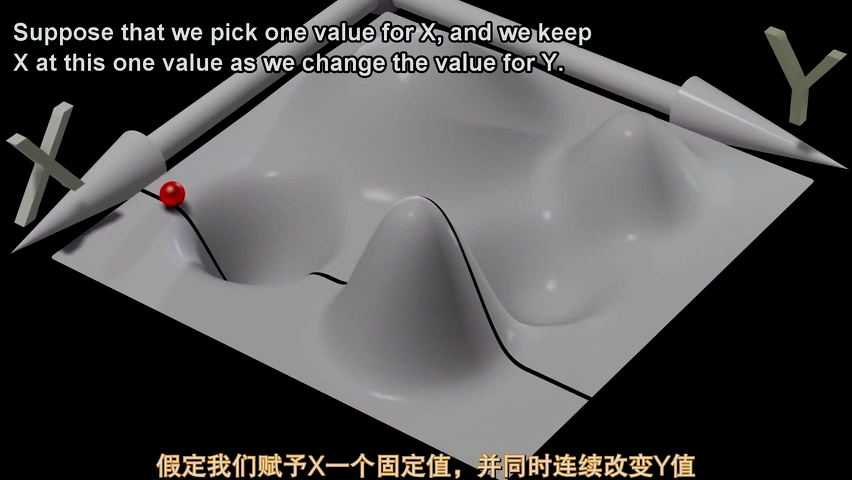 Suppose that we pick one value for X, and we keep
X at this one value as we change the value for Y.
X
Y
假定我们赋予X一个固定值，并同时连续改变Y值